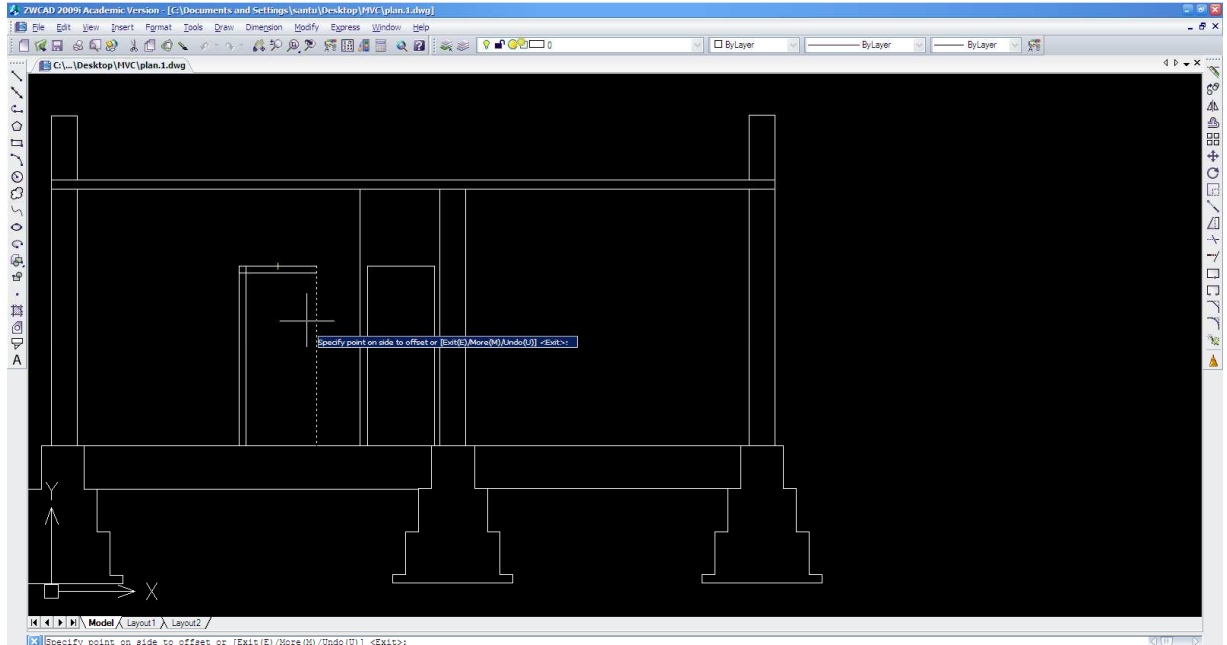 ZWCAD 2009i Academic Version - [C:\Documents and Settings\santu\Desktop\MVC\plan.1.dwg]
File Edit View Insert Format Tools Draw Dimension Modify Express Window Help
0 ByLayer ByLayer ByLayer
C:\...\Desktop\MVC\plan.1.dwg
A
Specify point on side to offset or [Exit(E)/More(M)/Undo(U)] <Exit>:
Y
X
Model Layout1 Layout2
Specify point on side to offset or [Exit(E)/More(M)/Undo(U)] <Exit>: